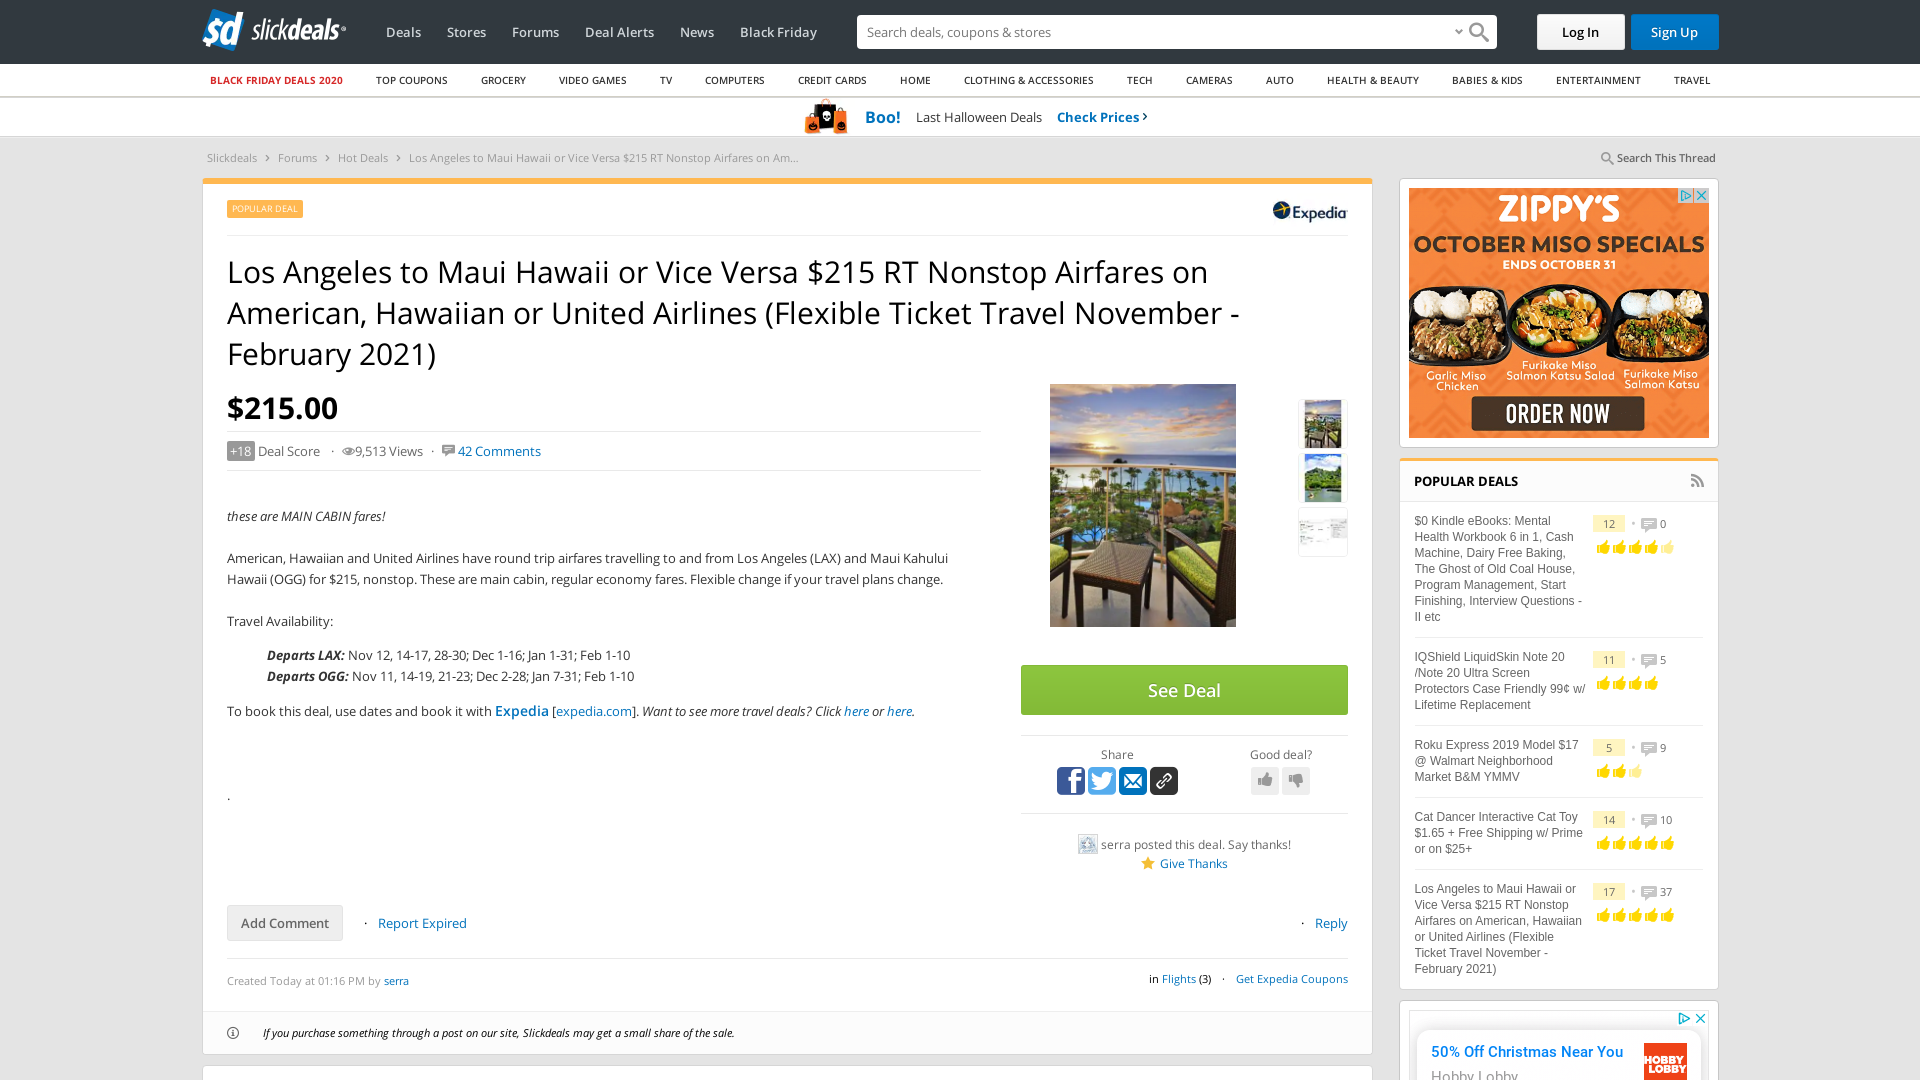 slickdeals
Deals
Stores
Forums
Deal Alerts
News
Black Friday
Search deals, coupons & stores
Log In
Sign Up
BLACK FRIDAY DEALS 2020
TOP COUPONS
GROCERY
VIDEO GAMES
TV
COMPUTERS
CREDIT CARDS
HOME
CLOTHING & ACCESSORIES
TECH
CAMERAS
AUTO
HEALTH & BEAUTY
BABIES & KIDS
ENTERTAINMENT
TRAVEL
Boo! Last Halloween Deals Check Prices
Slickdeals > Forums > Hot Deals > Los Angeles to Maui Hawaii or Vice Versa $215 RT Nonstop Airfares on Am...
Search This Thread
POPULAR DEAL
Expedia
Los Angeles to Maui Hawaii or Vice Versa $215 RT Nonstop Airfares on
American, Hawaiian or United Airlines (Flexible Ticket Travel November -
February 2021)
$215.00
+18 Deal Score · 9,513 Views · 42 Comments
these are MAIN CABIN fares!
American, Hawaiian and United Airlines have round trip airfares travelling to and from Los Angeles (LAX) and Maui Kahului
Hawaii (OGG) for $215, nonstop. These are main cabin, regular economy fares. Flexible change if your travel plans change.
Travel Availability:
Departs LAX: Nov 12, 14-17, 28-30; Dec 1-16; Jan 1-31; Feb 1-10
Departs OGG: Nov 11, 14-19, 21-23; Dec 2-28; Jan 7-31; Feb 1-10
To book this deal, use dates and book it with Expedia [expedia.com]. Want to see more travel deals? Click here or here.
.
See Deal
Share
Good deal?
serra posted this deal. Say thanks!
Give Thanks
Add Comment · Report Expired
· Reply
Created Today at 01:16 PM by serra
in Flights (3) · Get Expedia Coupons
If you purchase something through a post on our site, Slickdeals may get a small share of the sale.
ZIPPY'S
OCTOBER MISO SPECIALS
ENDS OCTOBER 31
Garlic Miso
Chicken
Furikake Miso
Salmon Katsu Salad
Furikake Miso
Salmon Katsu
ORDER NOW
POPULAR DEALS
$0 Kindle eBooks: Mental
Health Workbook 6 in 1, Cash
Machine, Dairy Free Baking,
The Ghost of Old Coal House,
Program Management, Start
Finishing, Interview Questions -
II etc
12 · 0
IQShield LiquidSkin Note 20
/Note 20 Ultra Screen
Protectors Case Friendly 99¢ w/
Lifetime Replacement
11 · 5
Roku Express 2019 Model $17
@ Walmart Neighborhood
Market B&M YMMV
5 · 9
Cat Dancer Interactive Cat Toy
$1.65 + Free Shipping w/ Prime
or on $25+
14 · 10
Los Angeles to Maui Hawaii or
Vice Versa $215 RT Nonstop
Airfares on American, Hawaiian
or United Airlines (Flexible
Ticket Travel November -
February 2021)
17 · 37
50% Off Christmas Near You
Hobby Lobby
HOBBY
LOBBY